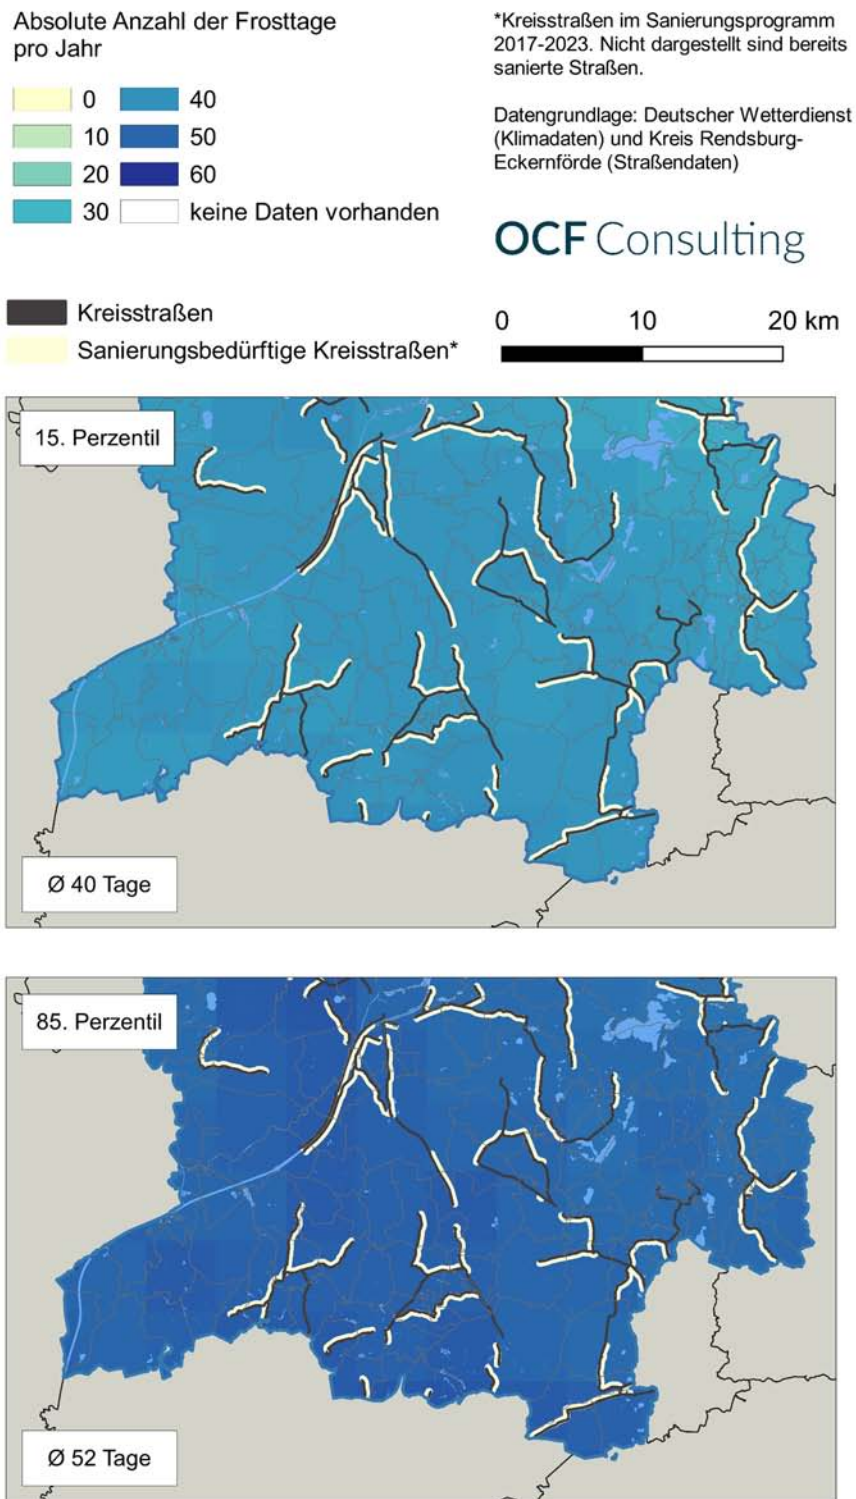 Absolute Anzahl der Frosttage
pro Jahr
0
10
20
30
40
50
60
keine Daten vorhanden
*Kreisstraßen im Sanierungsprogramm
2017-2023. Nicht dargestellt sind bereits
sanierte Straßen.
Datengrundlage: Deutscher Wetterdienst
(Klimadaten) und Kreis Rendsburg-
Eckernförde (Straßendaten)
OCF Consulting
Kreisstraßen
Sanierungsbedürftige Kreisstraßen*
0 10 20 km
15. Perzentil
Ø 40 Tage
85. Perzentil
Ø 52 Tage